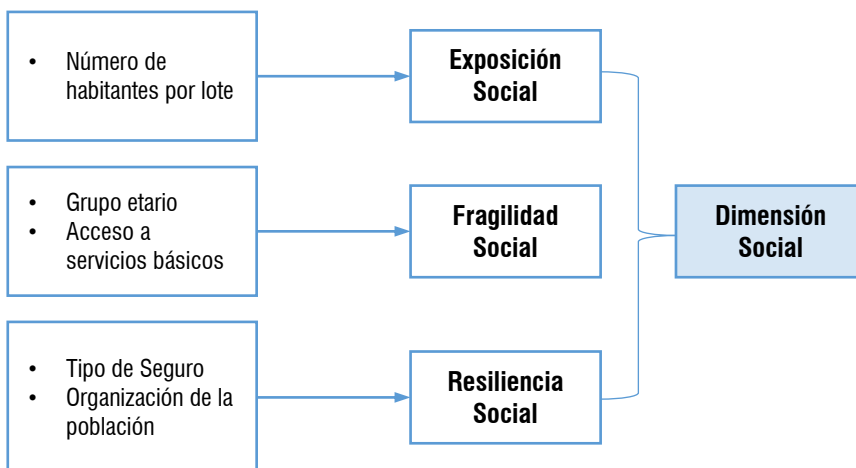 • Número de
habitantes por lote
Exposición
Social
• Grupo etario
• Acceso a
servicios básicos
Fragilidad
Social
Dimensión
Social
• Tipo de Seguro
• Organización de la
población
Resiliencia
Social